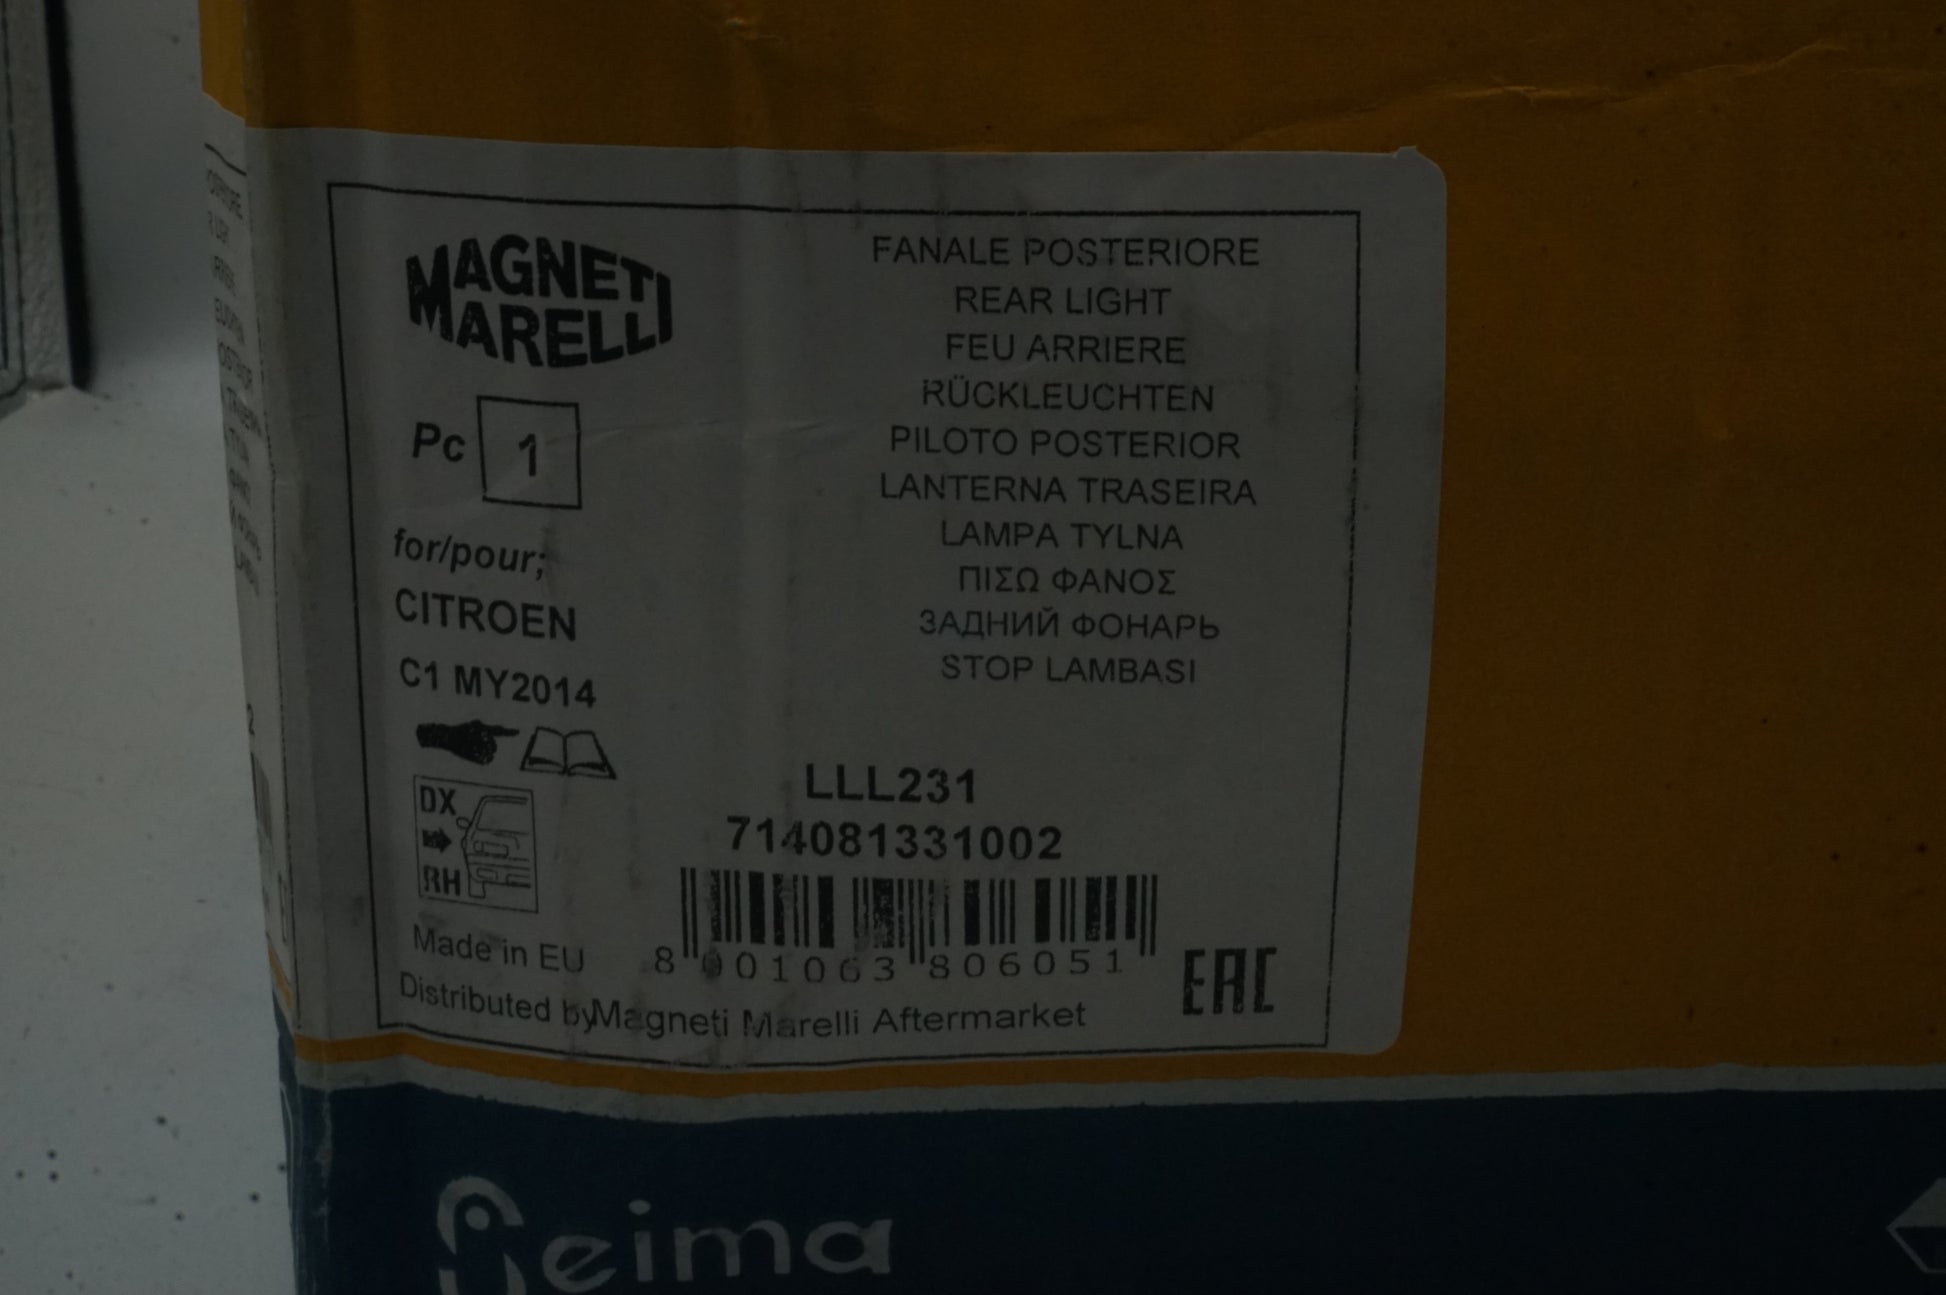 MAGNETI
MARELLI
Pc 1
for/pour;
CITROEN
C1 MY2014
DX
RH
Made in EU
Distributed byMagneti Marelli Aftermarket
FANALE POSTERIORE
REAR LIGHT
FEU ARRIERE
RÜCKLEUCHTEN
PILOTO POSTERIOR
LANTERNA TRASEIRA
LAMPA TYLNA
ΠΙΣΩ ΦΑΝΟΣ
ЗАДНИЙ ФОНАРЬ
STOP LAMBASI
LLL231
714081331002
8 001063 806051
EAC
Seima